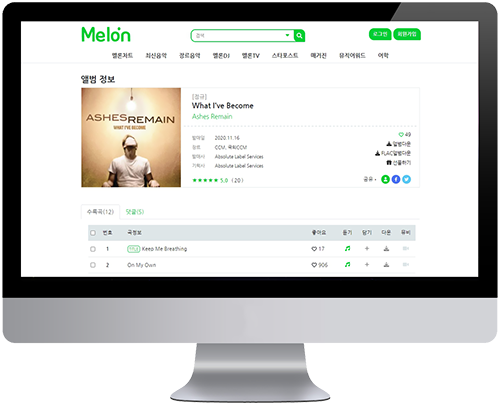 Melon
검색
로그인
회원가입
멜론차트 최신음악 장르음악 멜론DJ 멜론TV 스타포스트 매거진 뮤직어워드 어학
앨범 정보
ASHES REMAIN
WHAT I'VE BECOME
[정규]
What I've Become
Ashes Remain
발매일 2020.11.16
장르 CCM, 국외CCM
발매사 Absolute Label Services
기획사 Absolute Label Services
★★★★★ 5.0 (20)
49
앨범다운
FLAC앨범다운
선물하기
공유
수록곡(12) 댓글(5)
번호 곡정보 좋아요 듣기 담기 다운 뮤비
1 TITLE Keep Me Breathing 17
2 On My Own 906